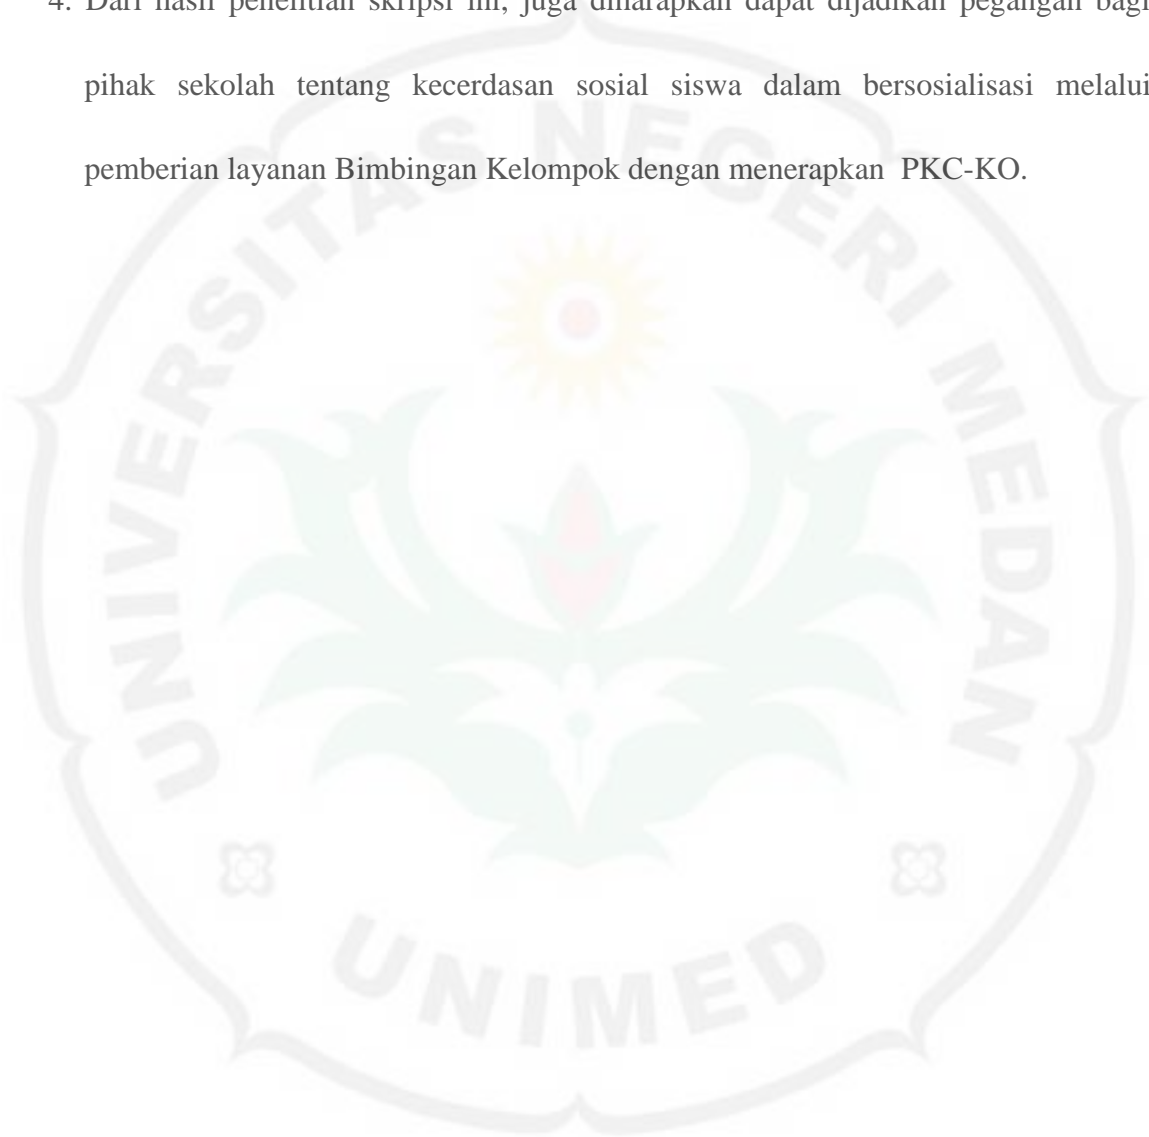 4. Dari hasil penelitian skripsi ini, juga diharapkan dapat dijadikan pegangan bagi
pihak sekolah tentang kecerdasan sosial siswa dalam bersosialisasi melalui
pemberian layanan Bimbingan Kelompok dengan menerapkan PKC-KO.
UNIVERSITAS NEGERI MEDAN
UNIMED